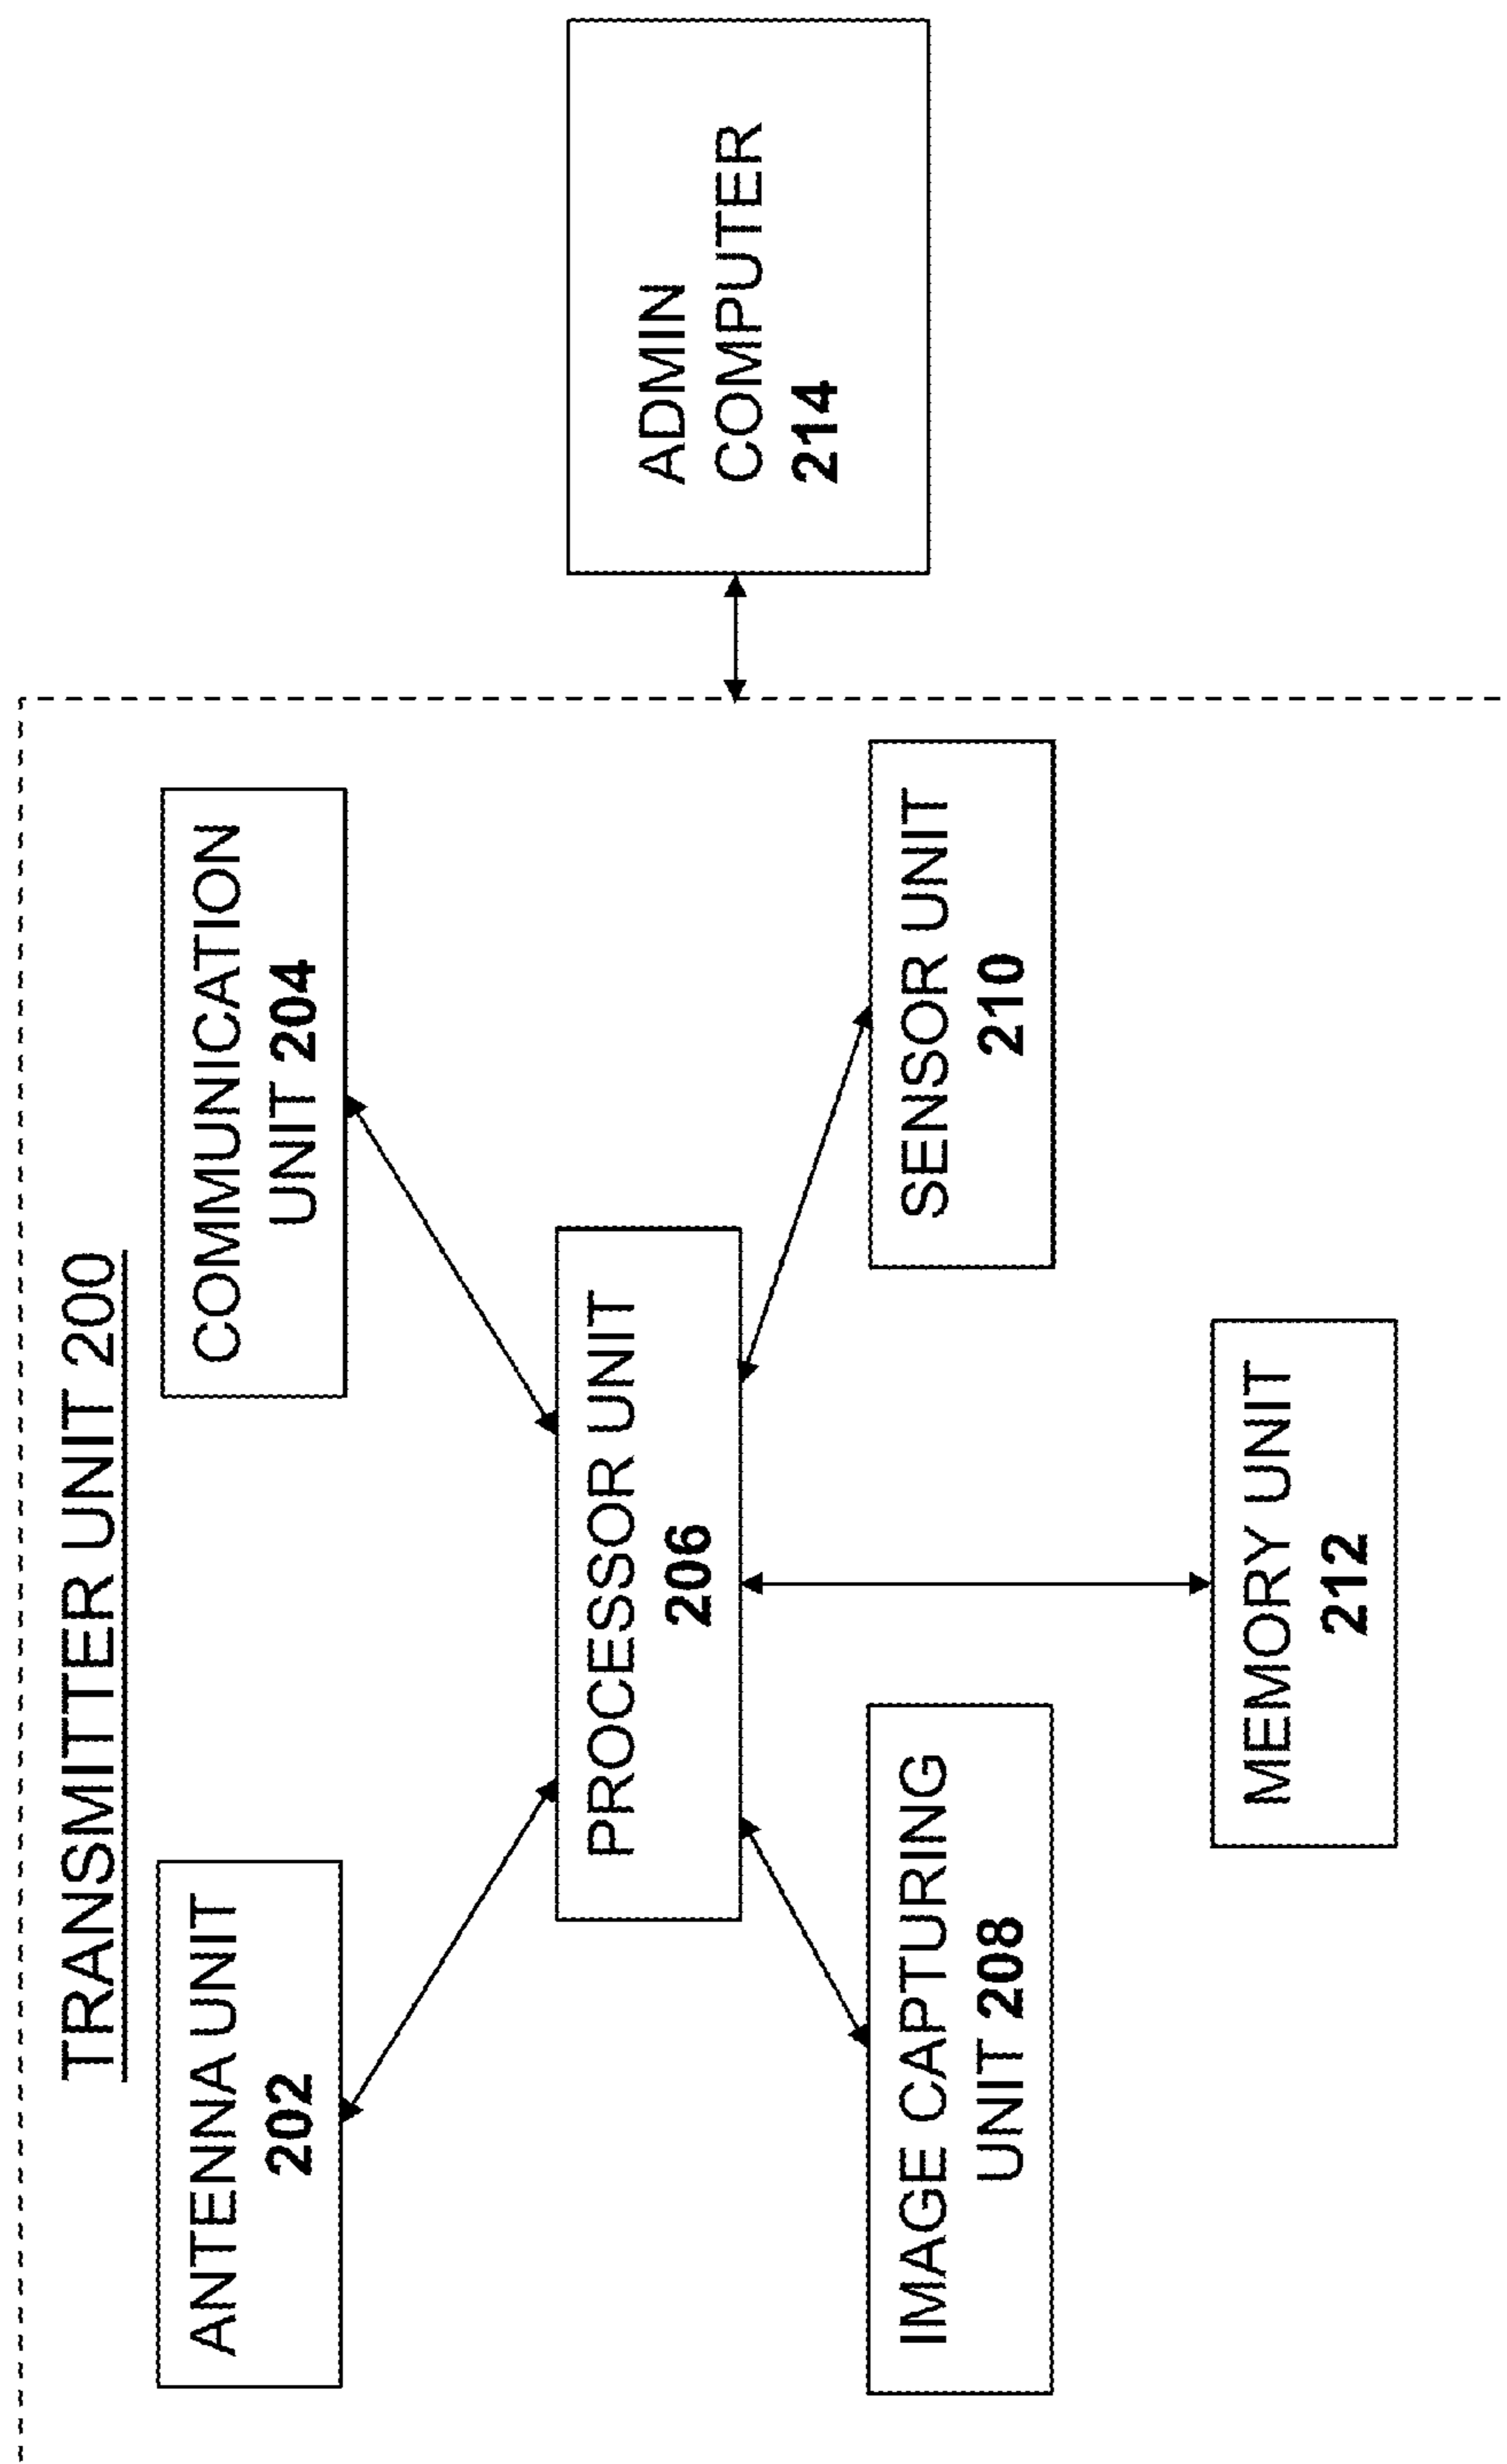 TRANSMITTER UNIT 200
ANTENNA UNIT
202
COMMUNICATION
UNIT 204
PROCESSOR UNIT
206
ADMIN
COMPUTER
214
IMAGE CAPTURING
UNIT 208
SENSOR UNIT
210
MEMORY UNIT
212